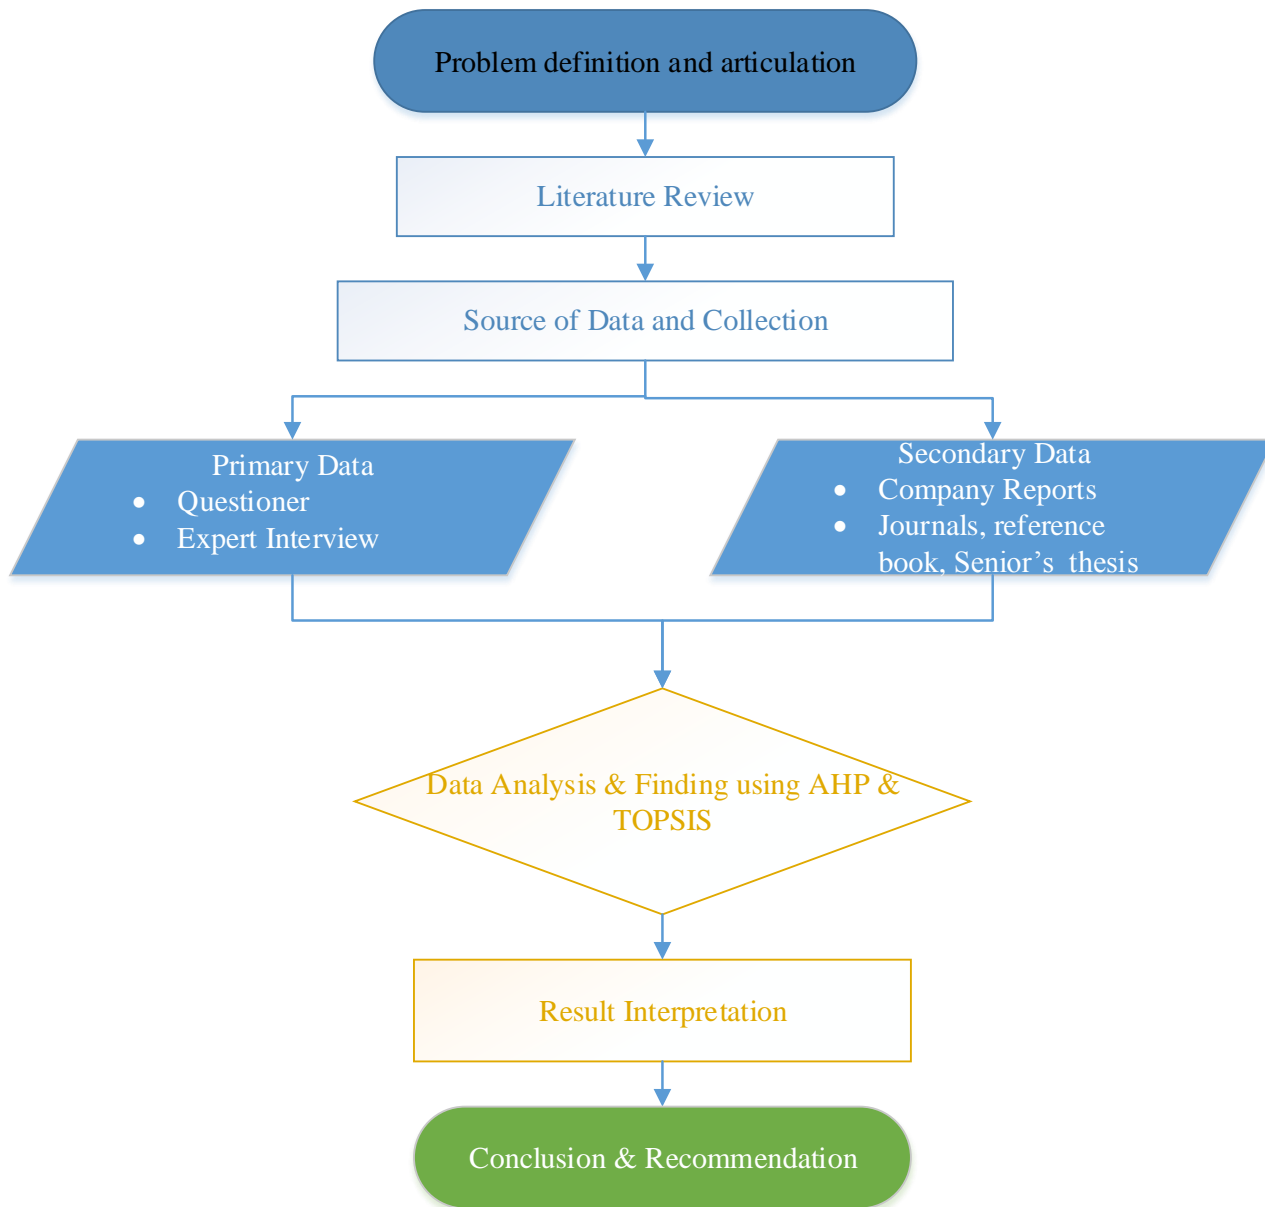 Problem definition and articulation
Literature Review
Source of Data and Collection
Primary Data
• Questioner
• Expert Interview
Secondary Data
• Company Reports
• Journals, reference
book, Senior’s thesis
Data Analysis & Finding using AHP &
TOPSIS
Result Interpretation
Conclusion & Recommendation